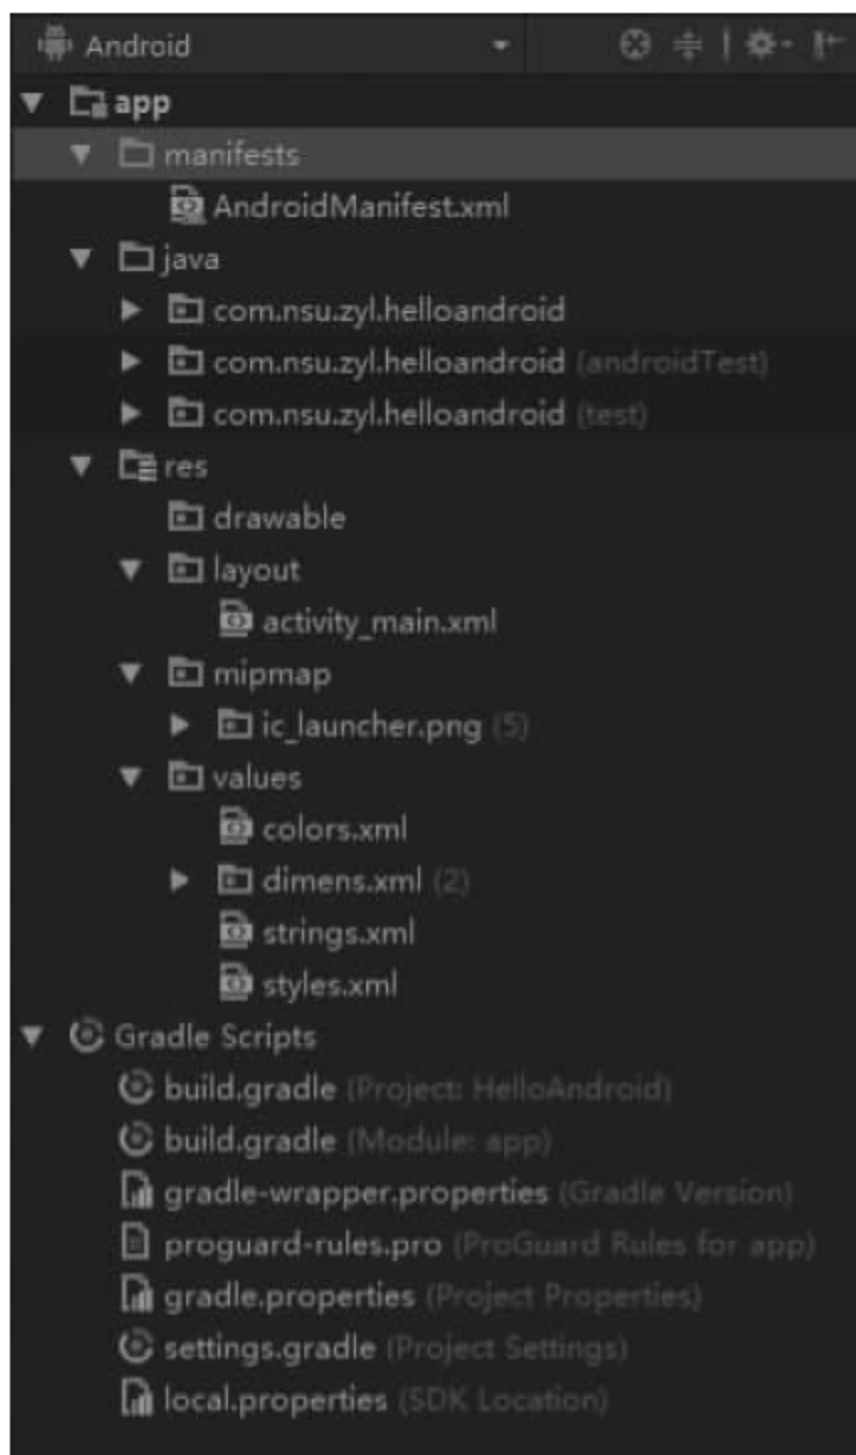 Android
app
manifests
AndroidManifest.xml
java
com.nsu.zyl.helloandroid
com.nsu.zyl.helloandroid (androidTest)
com.nsu.zyl.helloandroid (test)
res
drawable
layout
activity_main.xml
mipmap
ic_launcher.png (5)
values
colors.xml
dimens.xml (2)
strings.xml
styles.xml
Gradle Scripts
build.gradle (Project: HelloAndroid)
build.gradle (Module: app)
gradle-wrapper.properties (Gradle Version)
proguard-rules.pro (ProGuard Rules for app)
gradle.properties (Project Properties)
settings.gradle (Project Settings)
local.properties (SDK Location)